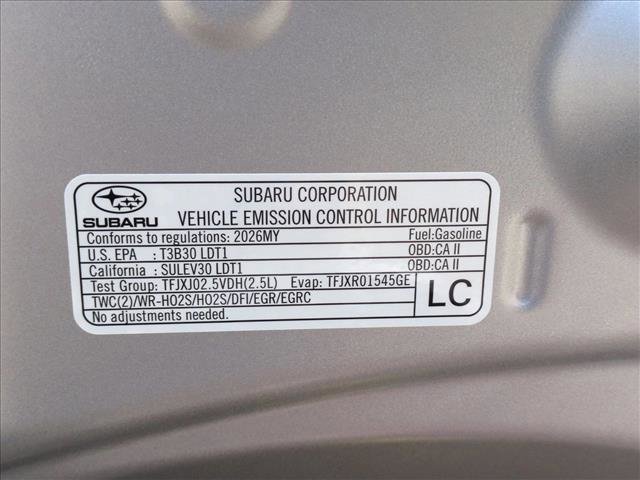 SUBARU
SUBARU CORPORATION
VEHICLE EMISSION CONTROL INFORMATION
Conforms to regulations: 2026MY Fuel:Gasoline
U.S. EPA : T3B30 LDT1 OBD:CA II
California : SULEV30 LDT1 OBD:CA II
Test Group: TFJXJ02.5VDH(2.5L) Evap: TFJXR01545GE
TWC(2)/WR-HO2S/HO2S/DFI/EGR/EGRC
No adjustments needed.
LC